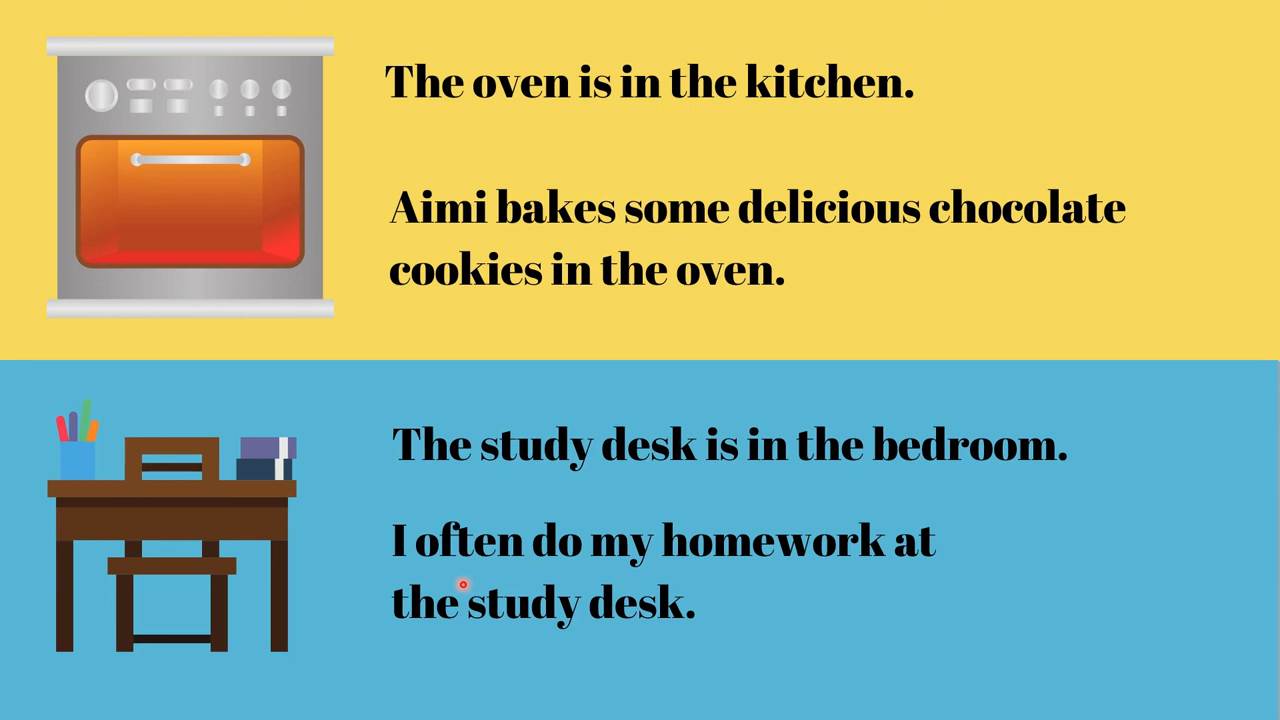 The oven is in the kitchen.
Aimi bakes some delicious chocolate
cookies in the oven.
The study desk is in the bedroom.
I often do my homework at
the study desk.